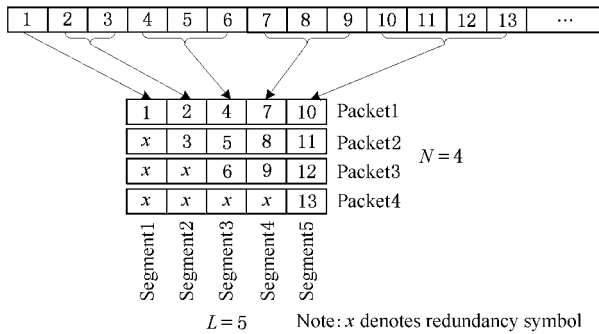 1 2 3 4 5 6 7 8 9 10 11 12 13 ...
1 2 4 7 10 Packet1
x 3 5 8 11 Packet2
N=4
x x 6 9 12 Packet3
x x x x 13 Packet4
Segment1
Segment2
Segment3
Segment4
Segment5
L=5
Note: x denotes redundancy symbol